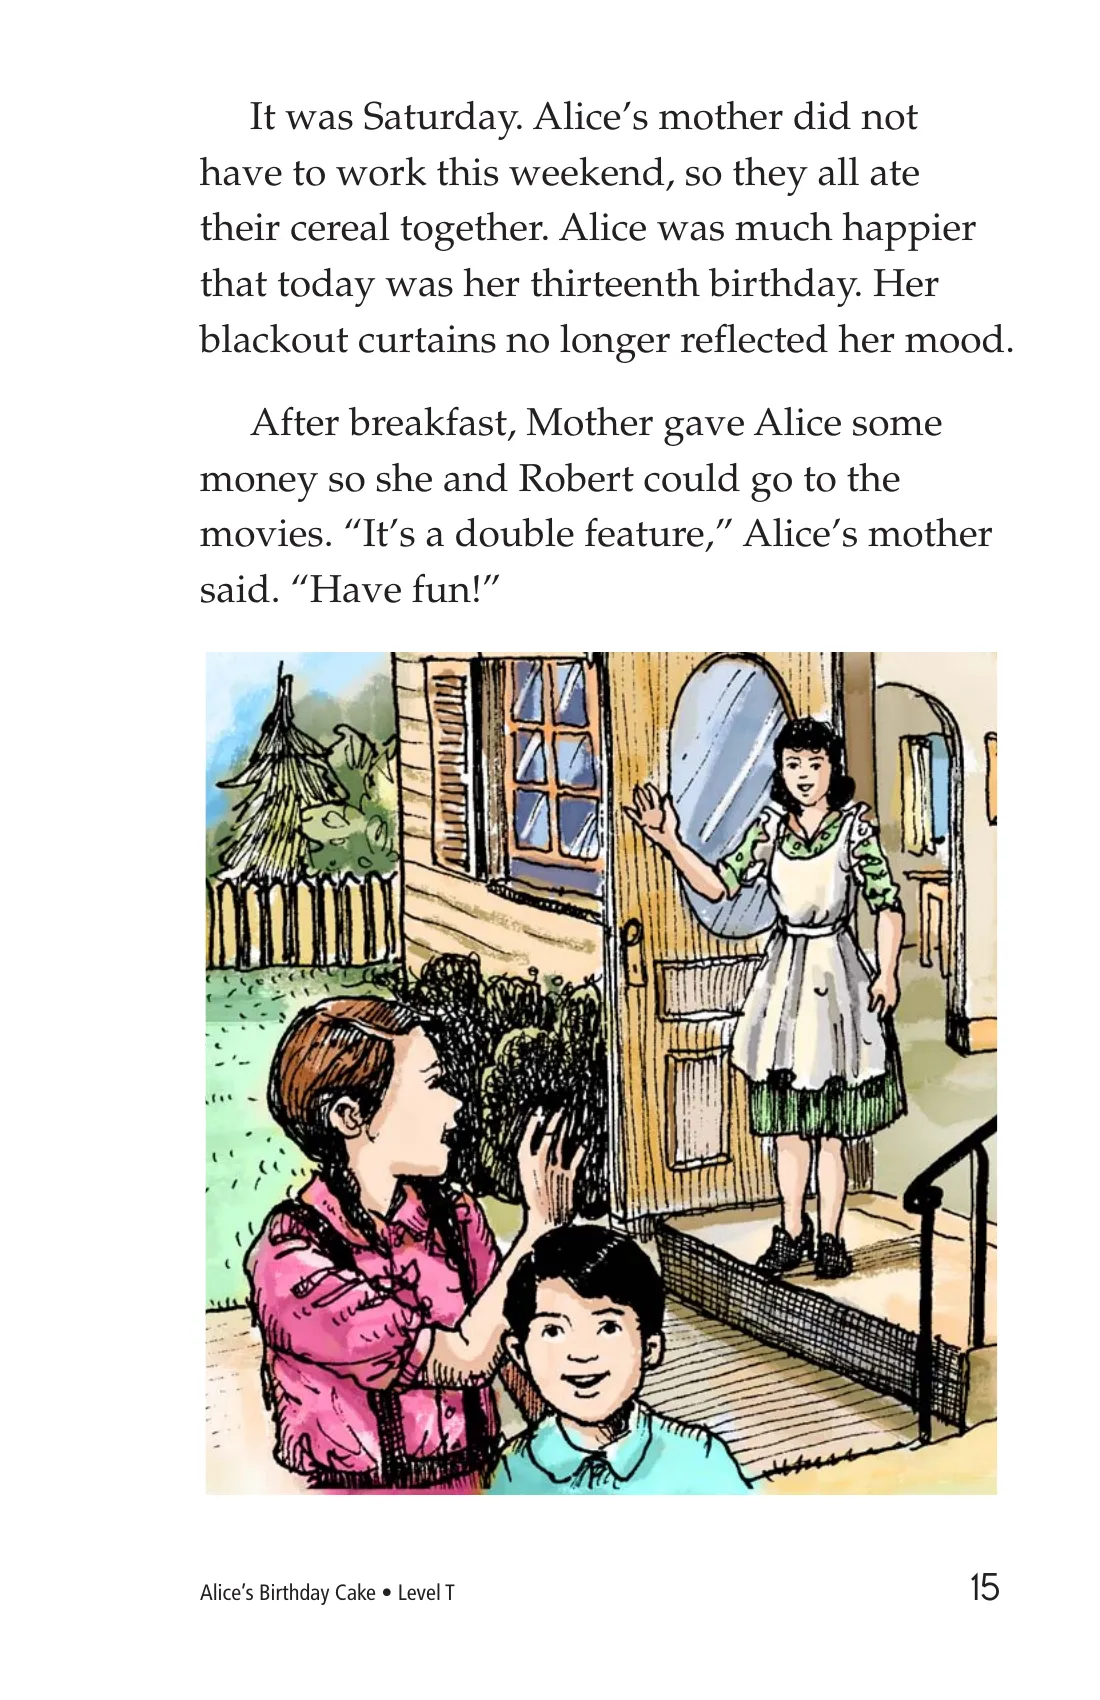 It was Saturday. Alice’s mother did not
have to work this weekend, so they all ate
their cereal together. Alice was much happier
that today was her thirteenth birthday. Her
blackout curtains no longer reflected her mood.
After breakfast, Mother gave Alice some
money so she and Robert could go to the
movies. “It’s a double feature,” Alice’s mother
said. “Have fun!”
Alice’s Birthday Cake • Level T
15